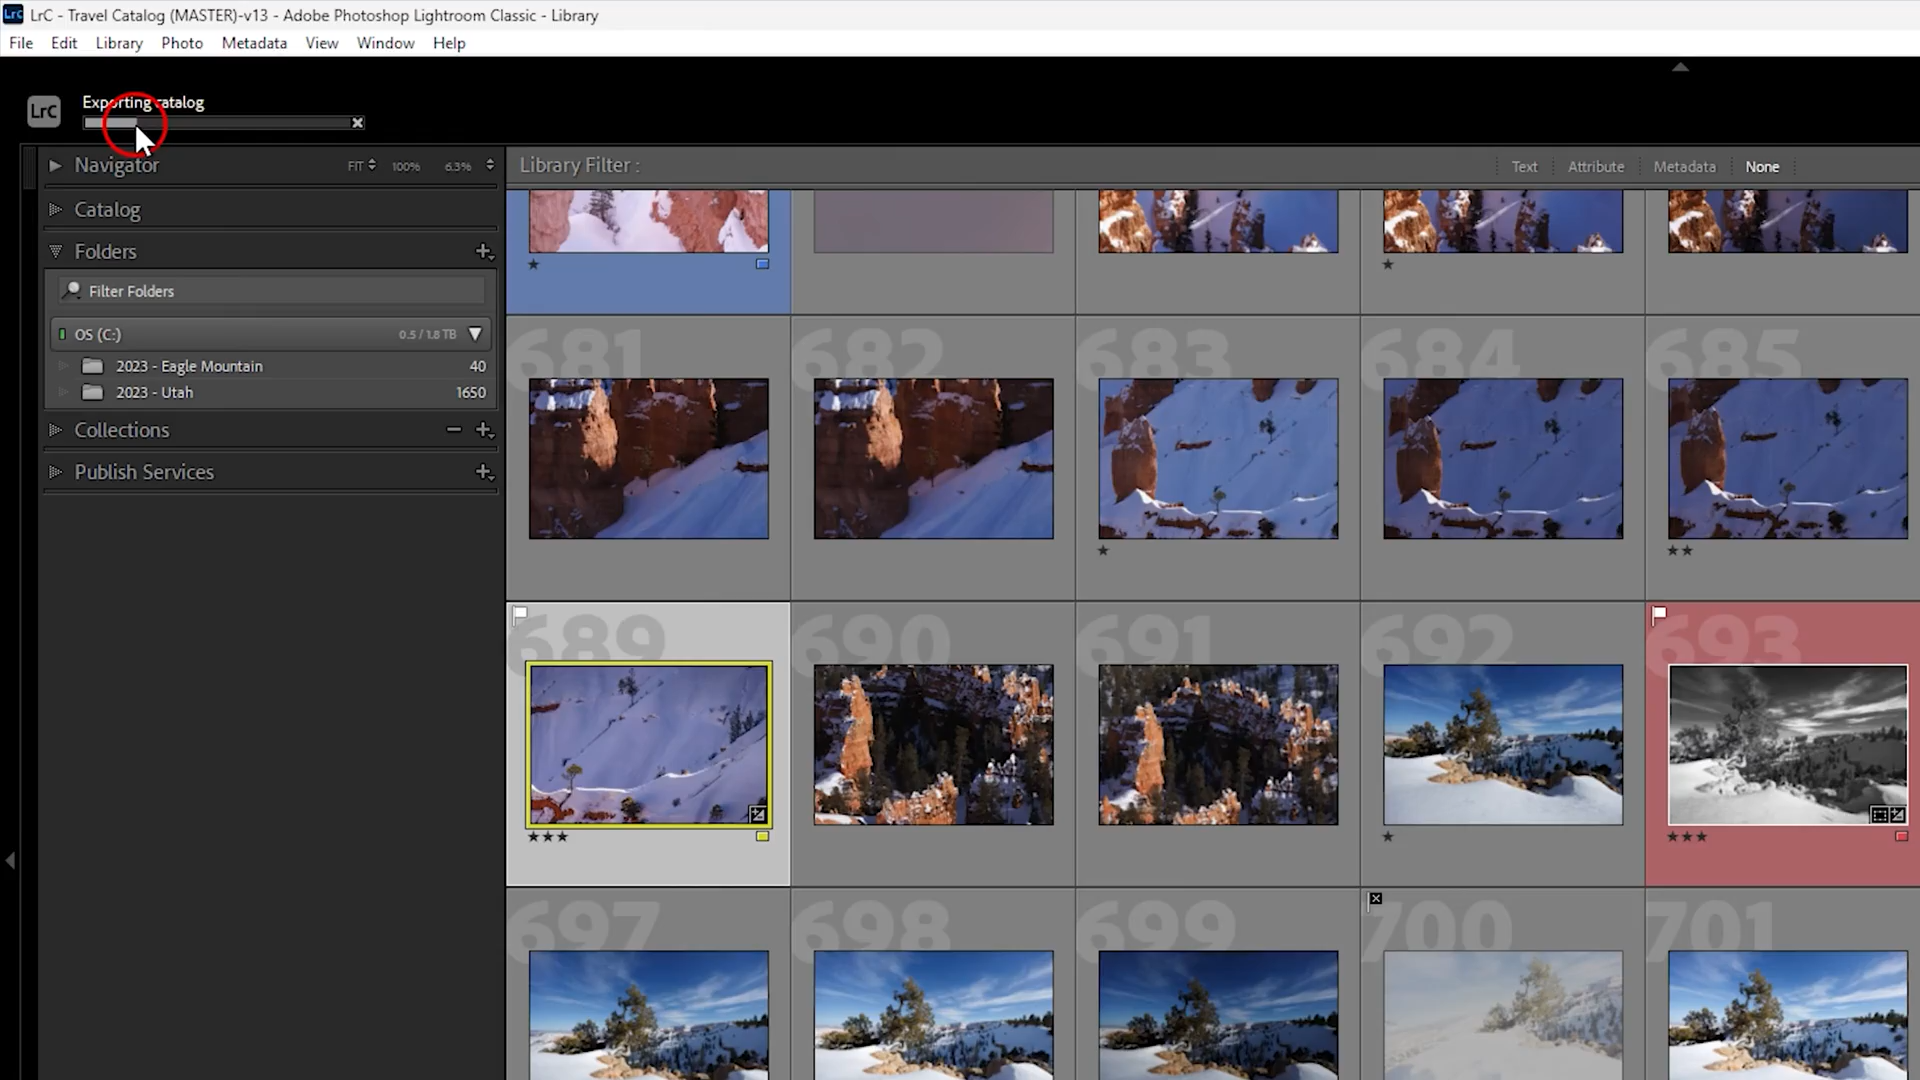 LrC - Travel Catalog (MASTER)-v13 - Adobe Photoshop Lightroom Classic - Library
File Edit Library Photo Metadata View Window Help
LrC Exporting catalog
Navigator FIT 100% 6.3%
Library Filter : Text Attribute Metadata None
Catalog
Folders
Filter Folders
OS (C:) 0.5 / 1.8 TB
2023 - Eagle Mountain 40
2023 - Utah 1650
Collections
Publish Services
681 682 683 684 685
689 690 691 692 693
697 698 699 700 701